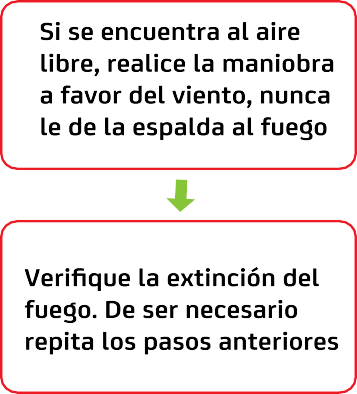 Si se encuentra al aire
libre, realice la maniobra
a favor del viento, nunca
le de la espalda al fuego
Verifique la extinción del
fuego. De ser necesario
repita los pasos anteriores